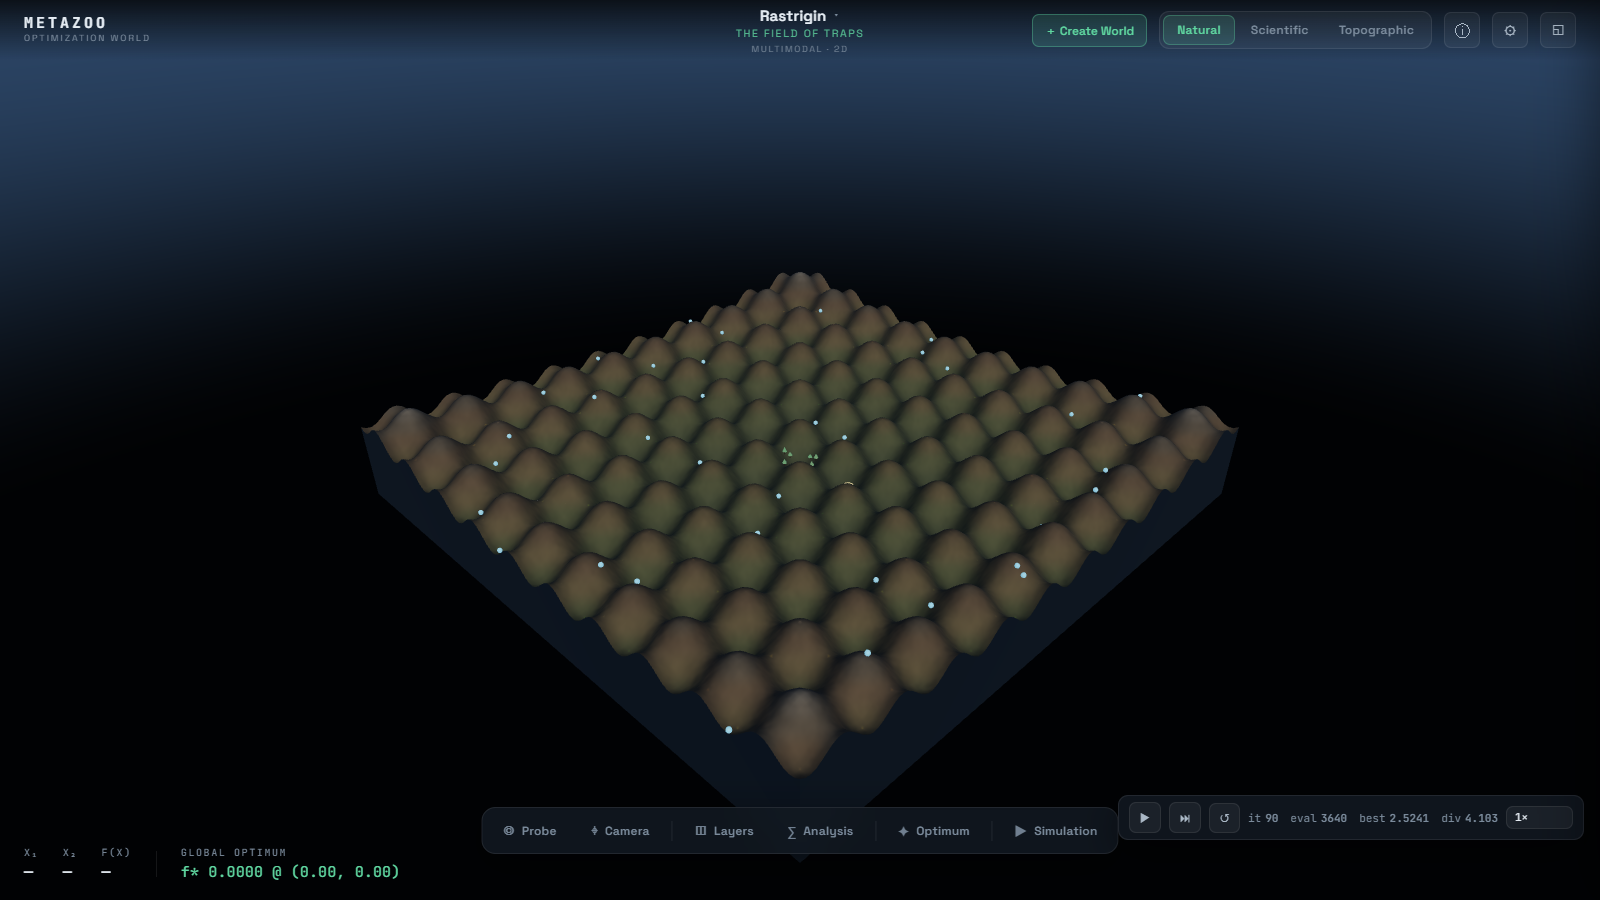 METAZOO
OPTIMIZATION WORLD
Rastrigin
THE FIELD OF TRAPS
MULTIMODAL · 2D
+ Create World
Natural
Scientific
Topographic
Probe
Camera
Layers
∑ Analysis
Optimum
Simulation
it 90 eval 3640 best 2.5241 div 4.103 1×
X₁ X₂ F(X)
— — —
GLOBAL OPTIMUM
f* 0.0000 @ (0.00, 0.00)